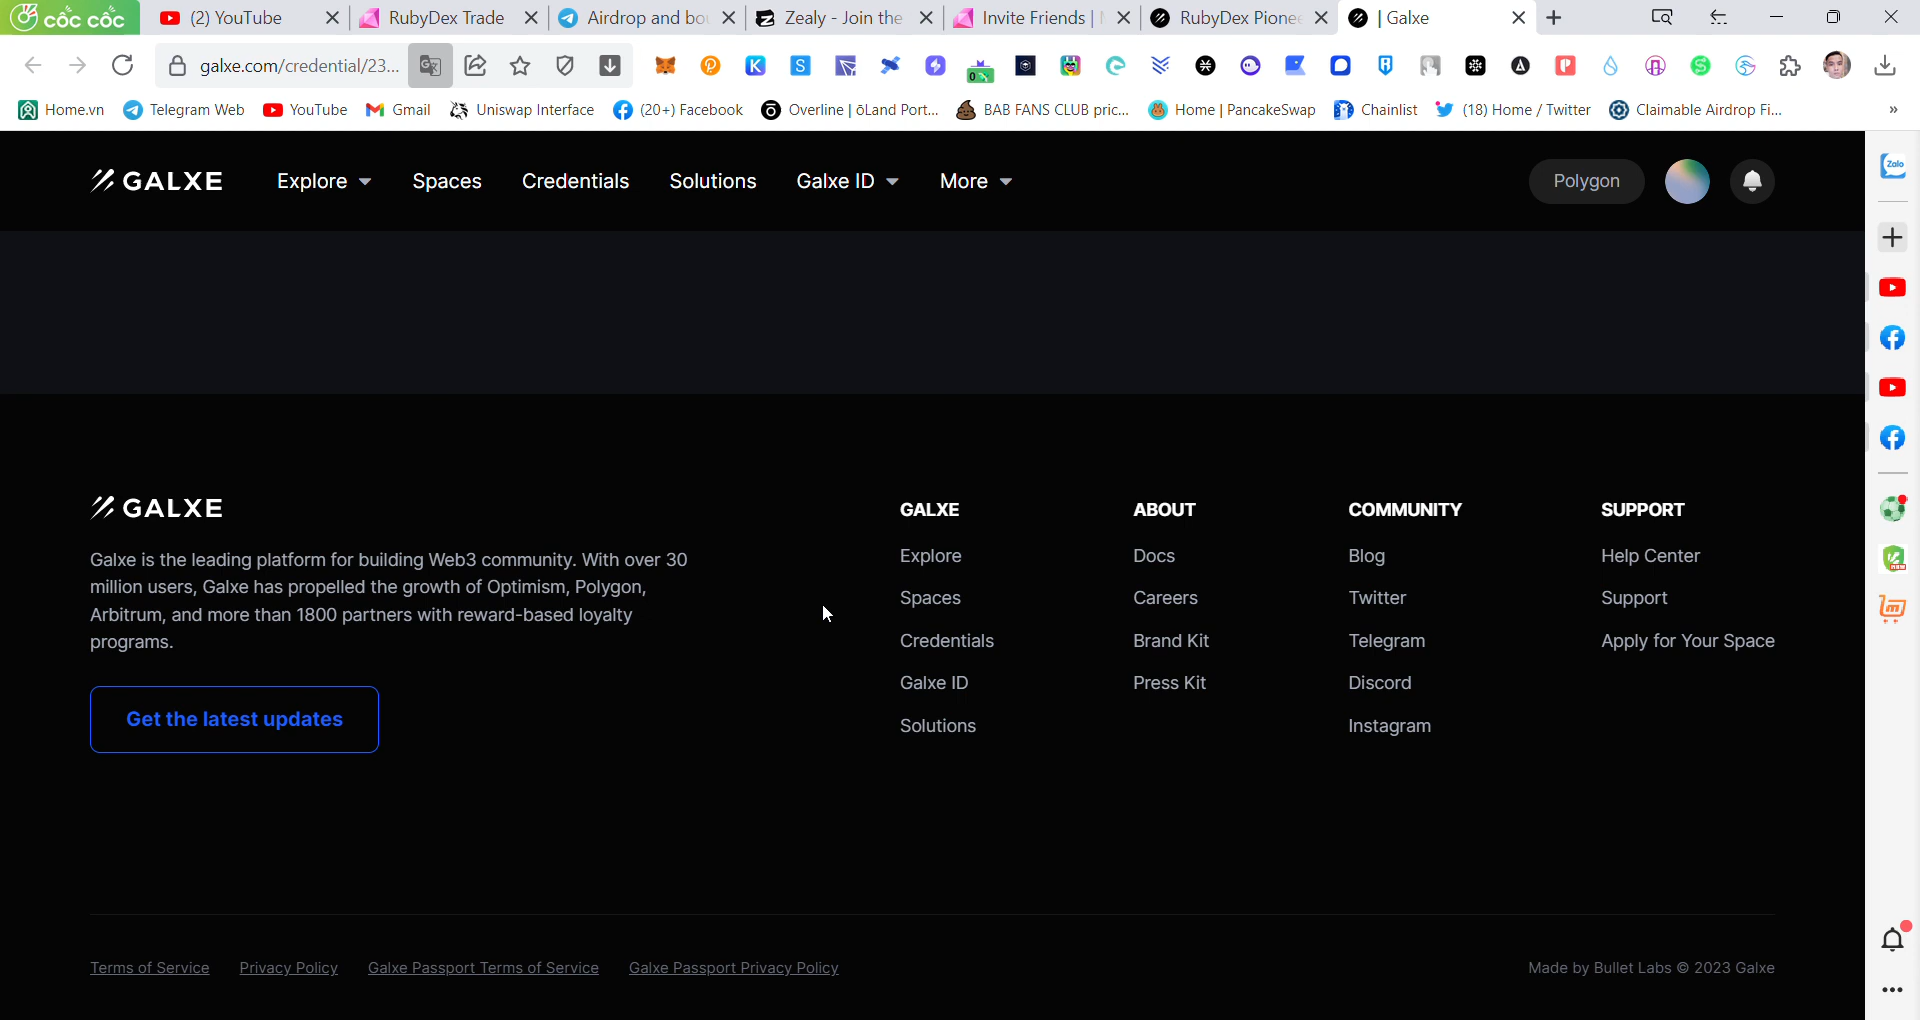 cốc cốc
(2) YouTube
RubyDex Trade
Airdrop and bou
Zealy - Join the
Invite Friends |
RubyDex Pionee
| Galxe
galxe.com/credential/23...
Home.vn
Telegram Web
YouTube
Gmail
Uniswap Interface
(20+) Facebook
Overline | ōLand Port...
BAB FANS CLUB pric...
Home | PancakeSwap
Chainlist
(18) Home / Twitter
Claimable Airdrop Fi...
»
GALXE
Explore
Spaces
Credentials
Solutions
Galxe ID
More
Polygon
Zalo
GALXE
Galxe is the leading platform for building Web3 community. With over 30
million users, Galxe has propelled the growth of Optimism, Polygon,
Arbitrum, and more than 1800 partners with reward-based loyalty
programs.
Get the latest updates
GALXE
Explore
Spaces
Credentials
Galxe ID
Solutions
ABOUT
Docs
Careers
Brand Kit
Press Kit
COMMUNITY
Blog
Twitter
Telegram
Discord
Instagram
SUPPORT
Help Center
Support
Apply for Your Space
Terms of Service
Privacy Policy
Galxe Passport Terms of Service
Galxe Passport Privacy Policy
Made by Bullet Labs © 2023 Galxe